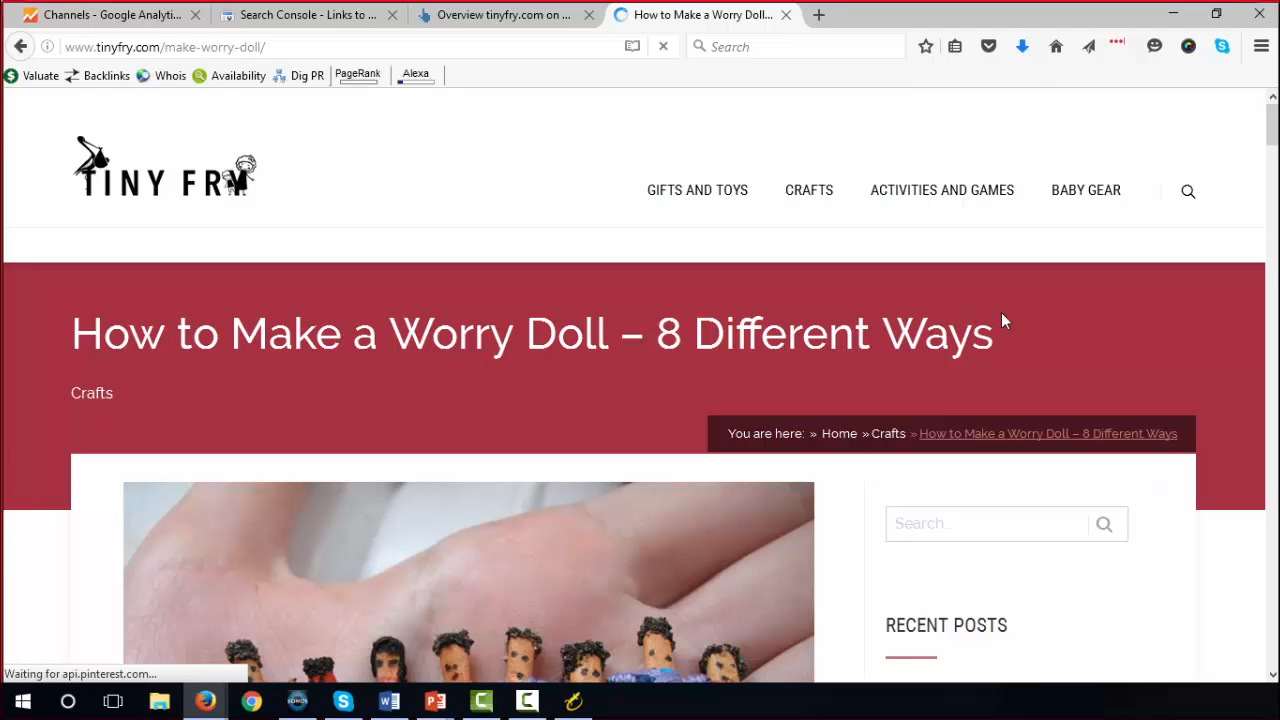 Channels - Google Analyti...
Search Console - Links to ...
Overview tinyfry.com on ...
How to Make a Worry Doll...
www.tinyfry.com/make-worry-doll/
Search
Valuate Backlinks Whois Availability Dig PR PageRank Alexa
TINY FRY
GIFTS AND TOYS CRAFTS ACTIVITIES AND GAMES BABY GEAR
How to Make a Worry Doll – 8 Different Ways
Crafts
You are here: » Home » Crafts » How to Make a Worry Doll – 8 Different Ways
Search...
RECENT POSTS
Waiting for api.pinterest.com...
SONOS